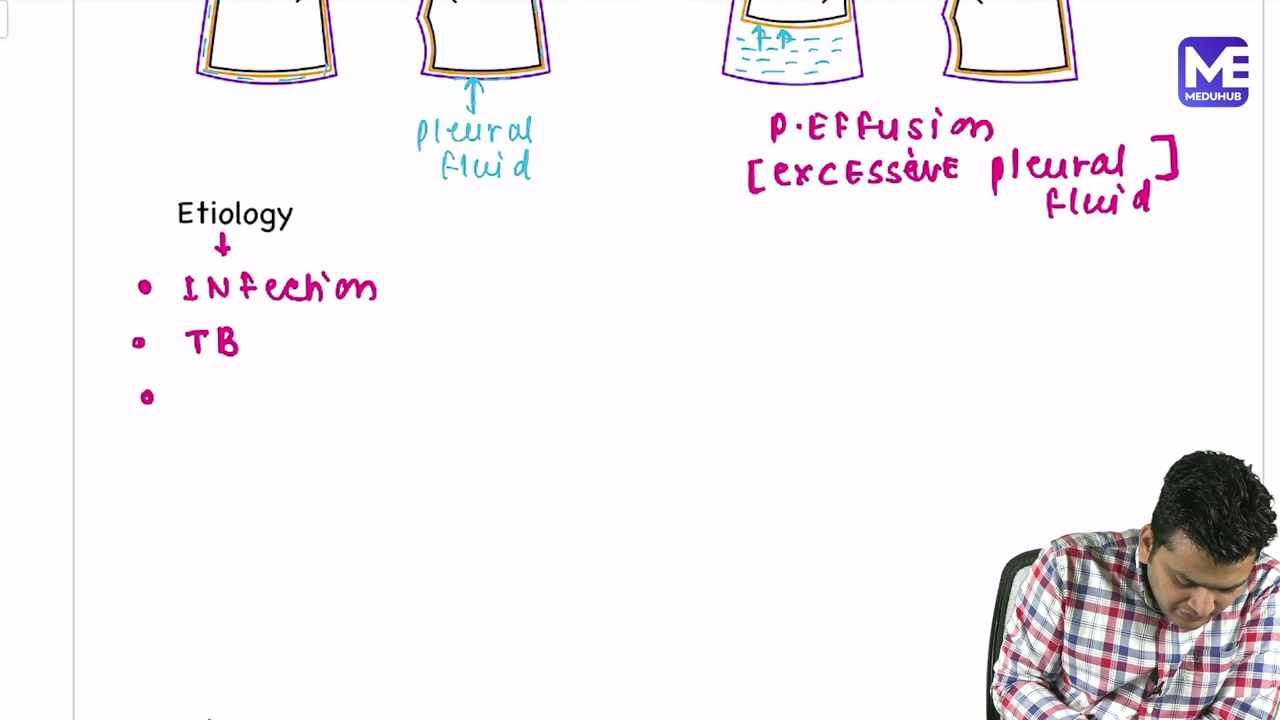 ME
MEDUHUB
pleural
fluid
P.Effusion
[excessive pleural
fluid]
Etiology
• INfection
• TB
•